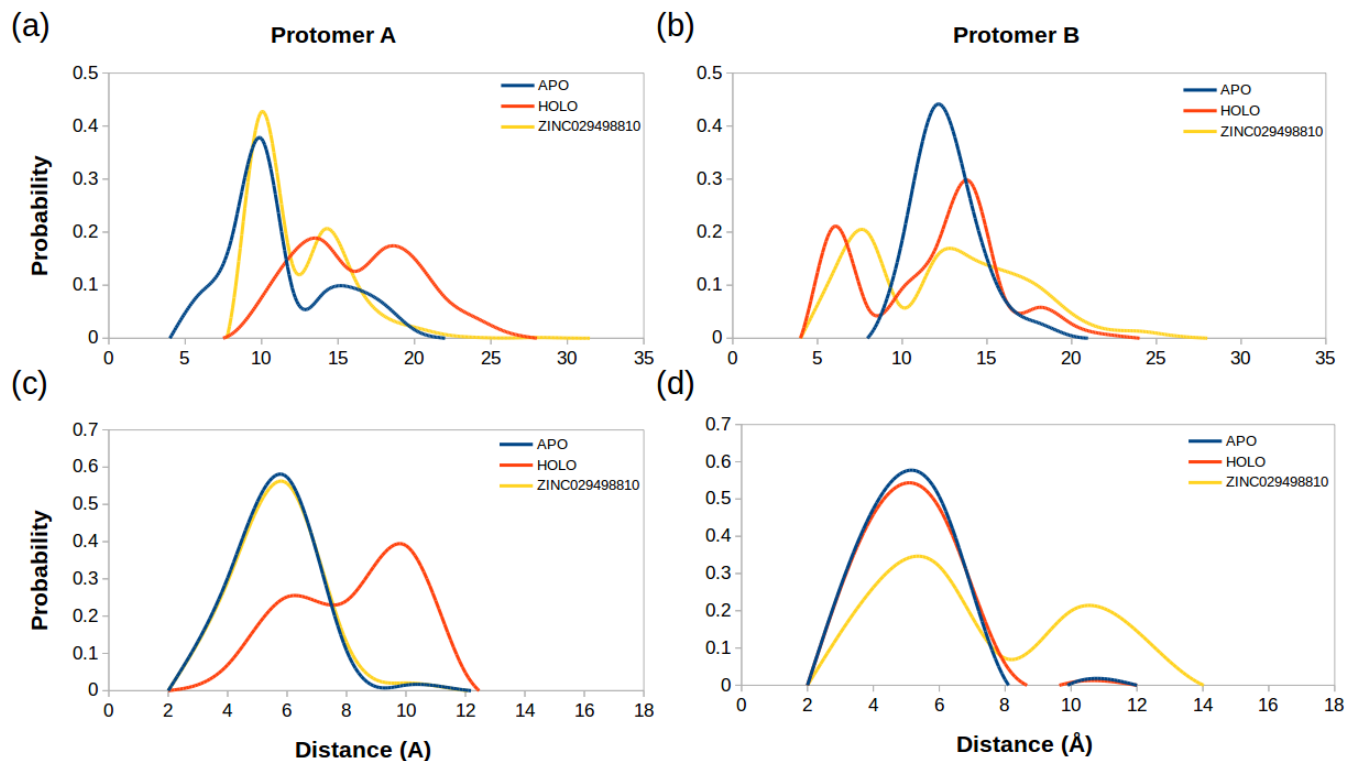 (a)
Protomer A
(b)
Protomer B
0.5
0.4
0.3
0.2
0.1
0
Probability
APO
HOLO
ZINC029498810
0 5 10 15 20 25 30 35
0.5
0.4
0.3
0.2
0.1
0
APO
HOLO
ZINC029498810
0 5 10 15 20 25 30 35
(c)
0.7
0.6
0.5
0.4
0.3
0.2
0.1
0
Probability
APO
HOLO
ZINC029498810
0 2 4 6 8 10 12 14 16 18
Distance (A)
(d)
0.7
0.6
0.5
0.4
0.3
0.2
0.1
0
APO
HOLO
ZINC029498810
0 2 4 6 8 10 12 14 16 18
Distance (Å)